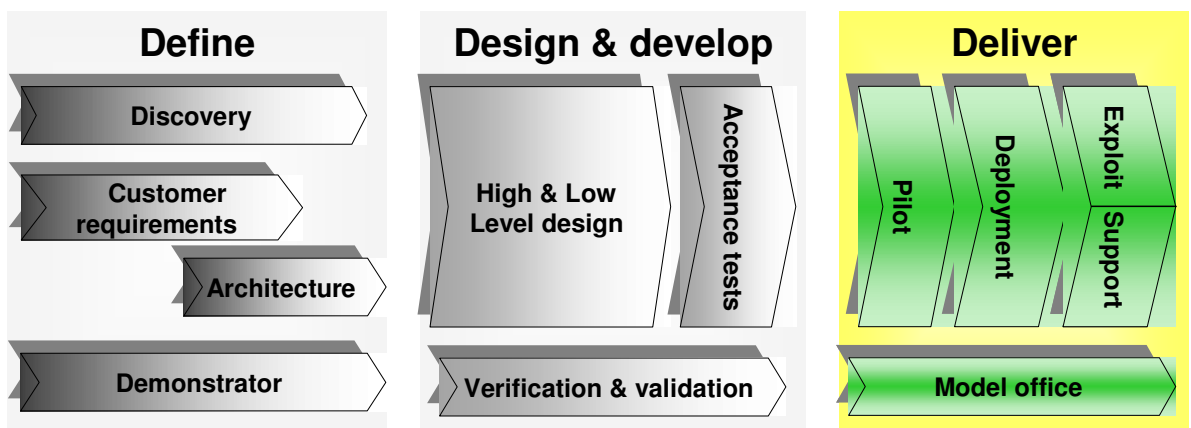 Define
Discovery
Customer
requirements
Architecture
Demonstrator
Design & develop
High & Low
Level design
Acceptance tests
Verification & validation
Deliver
Pilot
Deployment
Exploit
Support
Model office